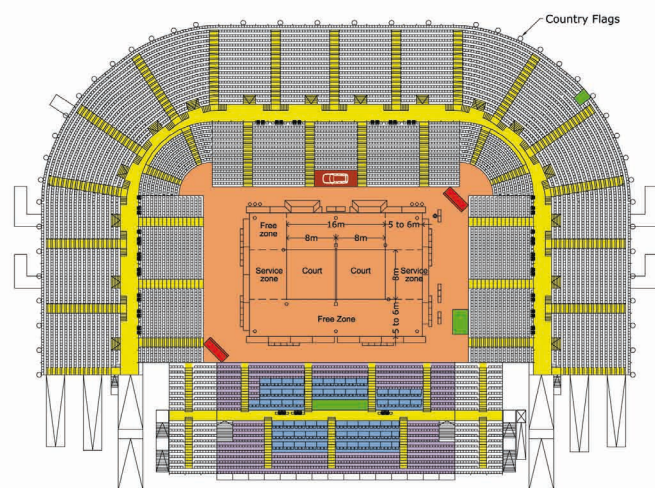 Country Flags
Free
zone
16m
5 to 6m
8m
8m
Service
zone
Court
Court
Service
zone
8m
Free Zone
5 to 6m